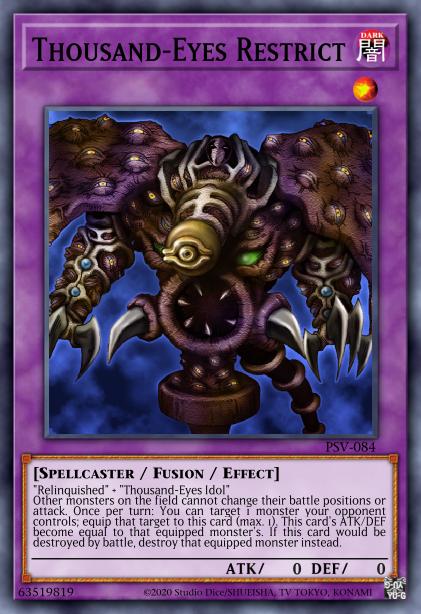 THOUSAND-EYES RESTRICT
DARK
闇
PSV-084
[SPELLCASTER / FUSION / EFFECT]
"Relinquished" + "Thousand-Eyes Idol"
Other monsters on the field cannot change their battle positions or
attack. Once per turn: You can target 1 monster your opponent
controls; equip that target to this card (max. 1). This card's ATK/DEF
become equal to that equipped monster's. If this card would be
destroyed by battle, destroy that equipped monster instead.
ATK/ 0 DEF/ 0
63519819
©2020 Studio Dice/SHUEISHA, TV TOKYO, KONAMI